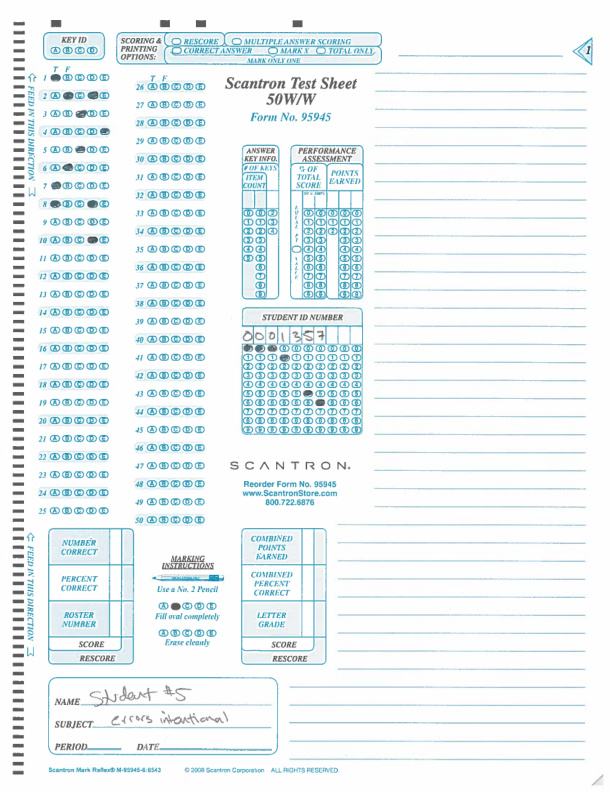 KEY ID
A B C D
SCORING & PRINTING OPTIONS:
RESCORE MULTIPLE ANSWER SCORING
CORRECT ANSWER MARK X TOTAL ONLY
MARK ONLY ONE
1
T F
T F
FEED IN THIS DIRECTION
Scantron Test Sheet
50W/W
Form No. 95945
ANSWER KEY INFO.
# OF KEYS
ITEM COUNT
PERFORMANCE ASSESSMENT
% OF TOTAL SCORE
POINTS EARNED
STUDENT ID NUMBER
0 0 0 1 3 5 7
1 A B C D E
2 A B C D E
3 A B C D E
4 A B C D E
5 A B C D E
6 A B C D E
7 A B C D E
8 A B C D E
9 A B C D E
10 A B C D E
11 A B C D E
12 A B C D E
13 A B C D E
14 A B C D E
15 A B C D E
16 A B C D E
17 A B C D E
18 A B C D E
19 A B C D E
20 A B C D E
21 A B C D E
22 A B C D E
23 A B C D E
24 A B C D E
25 A B C D E
26 A B C D E
27 A B C D E
28 A B C D E
29 A B C D E
30 A B C D E
31 A B C D E
32 A B C D E
33 A B C D E
34 A B C D E
35 A B C D E
36 A B C D E
37 A B C D E
38 A B C D E
39 A B C D E
40 A B C D E
41 A B C D E
42 A B C D E
43 A B C D E
44 A B C D E
45 A B C D E
46 A B C D E
47 A B C D E
48 A B C D E
49 A B C D E
50 A B C D E
SCANTRON®
Reorder Form No. 95945
www.ScantronStore.com
800.722.6876
FEED IN THIS DIRECTION
NUMBER CORRECT
PERCENT CORRECT
ROSTER NUMBER
SCORE
RESCORE
MARKING INSTRUCTIONS
Use a No. 2 Pencil
A C D E
Fill oval completely
A B C D E
Erase cleanly
COMBINED POINTS EARNED
COMBINED PERCENT CORRECT
LETTER GRADE
SCORE
RESCORE
NAME Student #5
SUBJECT errors intentional
PERIOD DATE
Scantron Mark Reflex® M-95945-6:6543 © 2008 Scantron Corporation ALL RIGHTS RESERVED